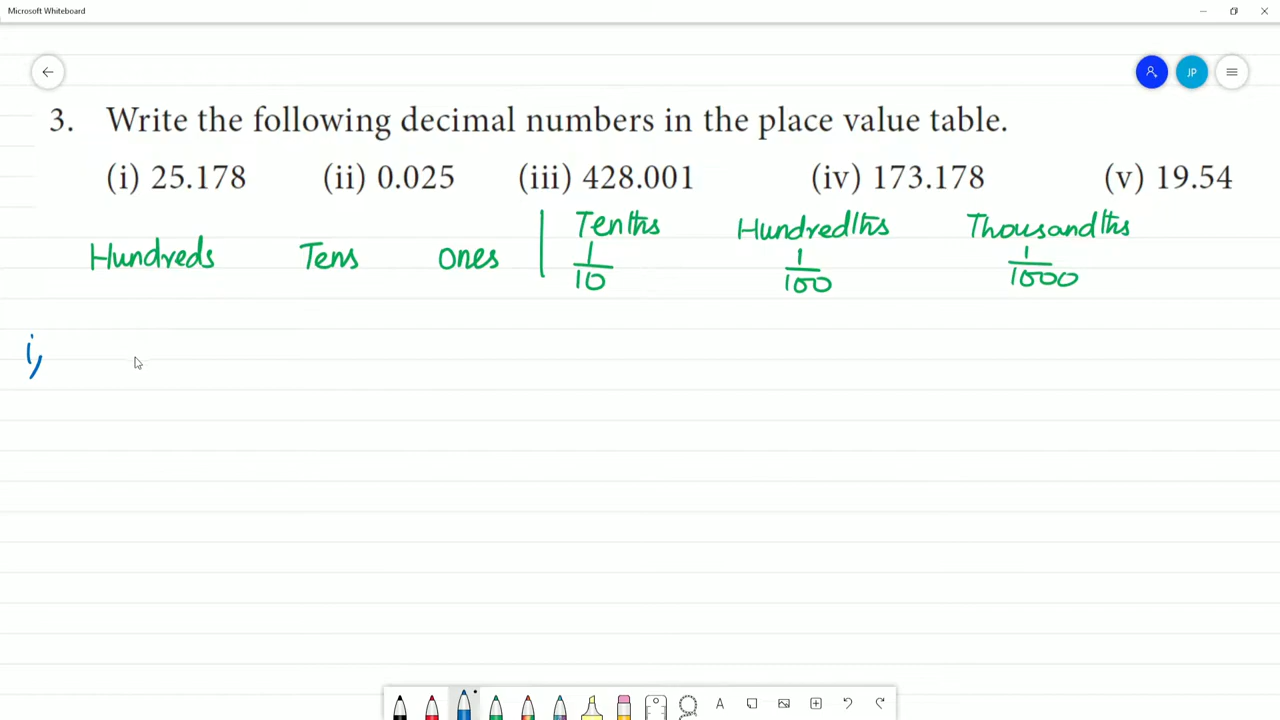 Microsoft Whiteboard
JP
3. Write the following decimal numbers in the place value table.
(i) 25.178 (ii) 0.025 (iii) 428.001 (iv) 173.178 (v) 19.54
Hundreds Tens ones | Tenths Hundredths Thousandths
1/10 1/100 1/1000
i,
A